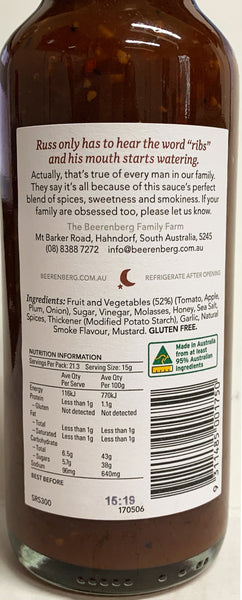 Russ only has to hear the word "ribs"
and his mouth starts watering.
Actually, that's true of every man in our family.
They say it's all because of this sauce's perfect
blend of spices, sweetness and smokiness. If your
family are obsessed too, please let us know.
The Beerenberg Family Farm
Mt Barker Road, Hahndorf, South Australia, 5245
(08) 8388 7272 info@beerenberg.com.au
BEERENBERG.COM.AU REFRIGERATE AFTER OPENING
Ingredients: Fruit and Vegetables (52%) (Tomato, Apple,
Plum, Onion), Sugar, Vinegar, Molasses, Honey, Sea Salt,
Spices, Thickener (Modified Potato Starch), Garlic, Natural
Smoke Flavour, Mustard. GLUTEN FREE.
Made in Australia
from at least
95% Australian
ingredients
NUTRITION INFORMATION
Servings Per Pack: 21.3 Serving Size: 15g
Ave Qty Per Serve Ave Qty Per 100g
Energy 116kJ 770kJ
Protein Less than 1g 1.1g
- Gluten Not detected Not detected
Fat
- Total Less than 1g Less than 1g
- Saturated Less than 1g Less than 1g
Carbohydrate
- Total 6.5g 43g
- Sugars 5.7g 38g
Sodium 96mg 640mg
BEST BEFORE
SRS300
15:19
170506